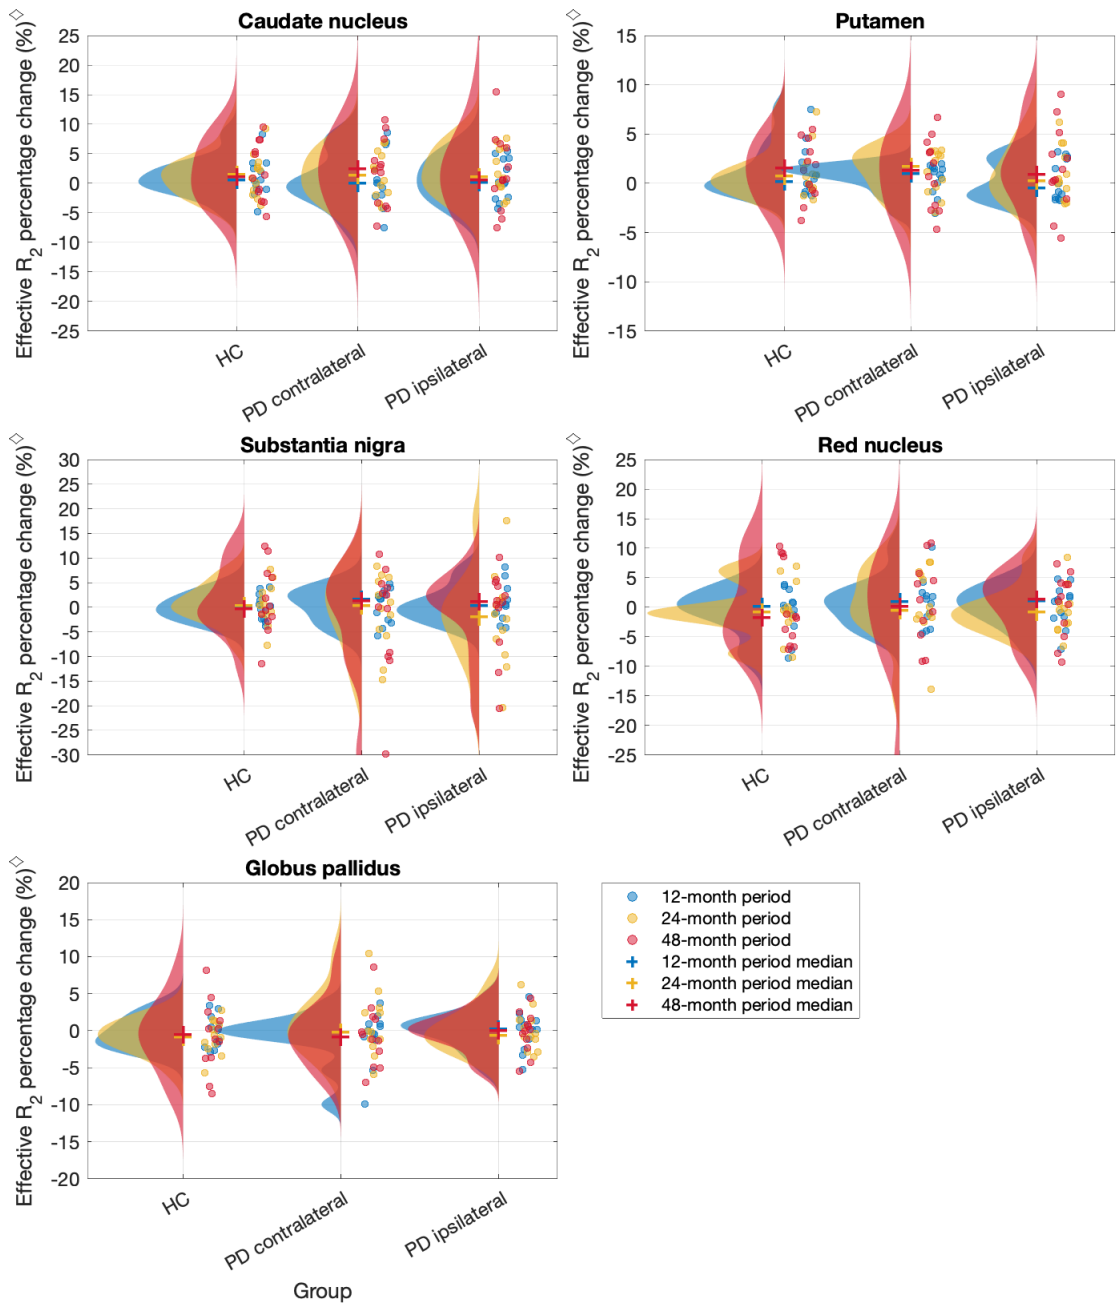 Caudate nucleus
Effective R2 percentage change (%)◇
25
20
15
10
5
0
-5
-10
-15
-20
-25
HC
PD contralateral
PD ipsilateral
Putamen
Effective R2 percentage change (%)◇
15
10
5
0
-5
-10
-15
HC
PD contralateral
PD ipsilateral
Substantia nigra
Effective R2 percentage change (%)◇
30
25
20
15
10
5
0
-5
-10
-15
-20
-25
-30
HC
PD contralateral
PD ipsilateral
Red nucleus
Effective R2 percentage change (%)◇
25
20
15
10
5
0
-5
-10
-15
-20
-25
HC
PD contralateral
PD ipsilateral
Globus pallidus
Effective R2 percentage change (%)◇
20
15
10
5
0
-5
-10
-15
-20
HC
PD contralateral
PD ipsilateral
Group
12-month period
24-month period
48-month period
12-month period median
24-month period median
48-month period median